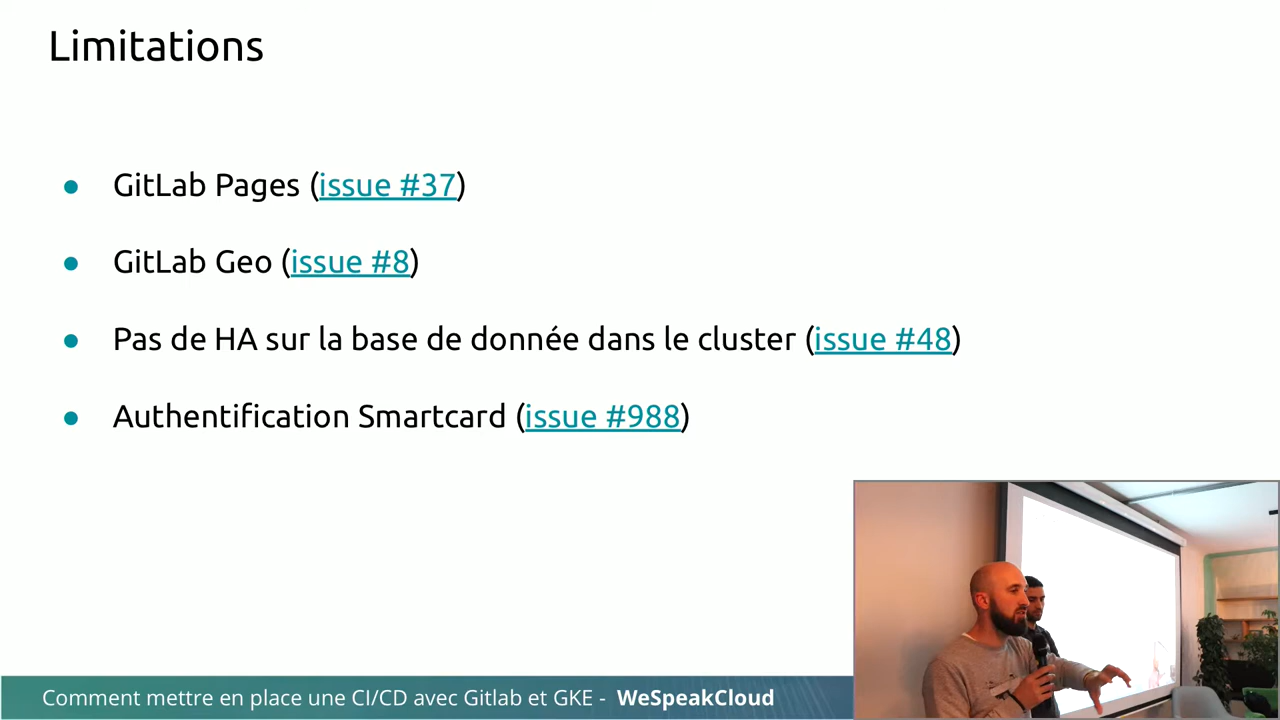 Limitations
● GitLab Pages (issue #37)
● GitLab Geo (issue #8)
● Pas de HA sur la base de donnée dans le cluster (issue #48)
● Authentification Smartcard (issue #988)
Comment mettre en place une CI/CD avec Gitlab et GKE - WeSpeakCloud